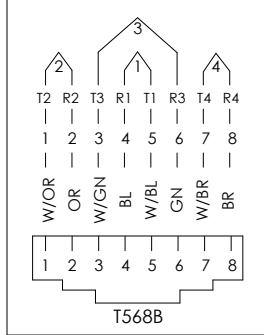 3
2 1 4
T2 R2 T3 R1 T1 R3 T4 R4
1 2 3 4 5 6 7 8
W/OR OR W/GN BL W/BL GN W/BR BR
1 2 3 4 5 6 7 8
T568B